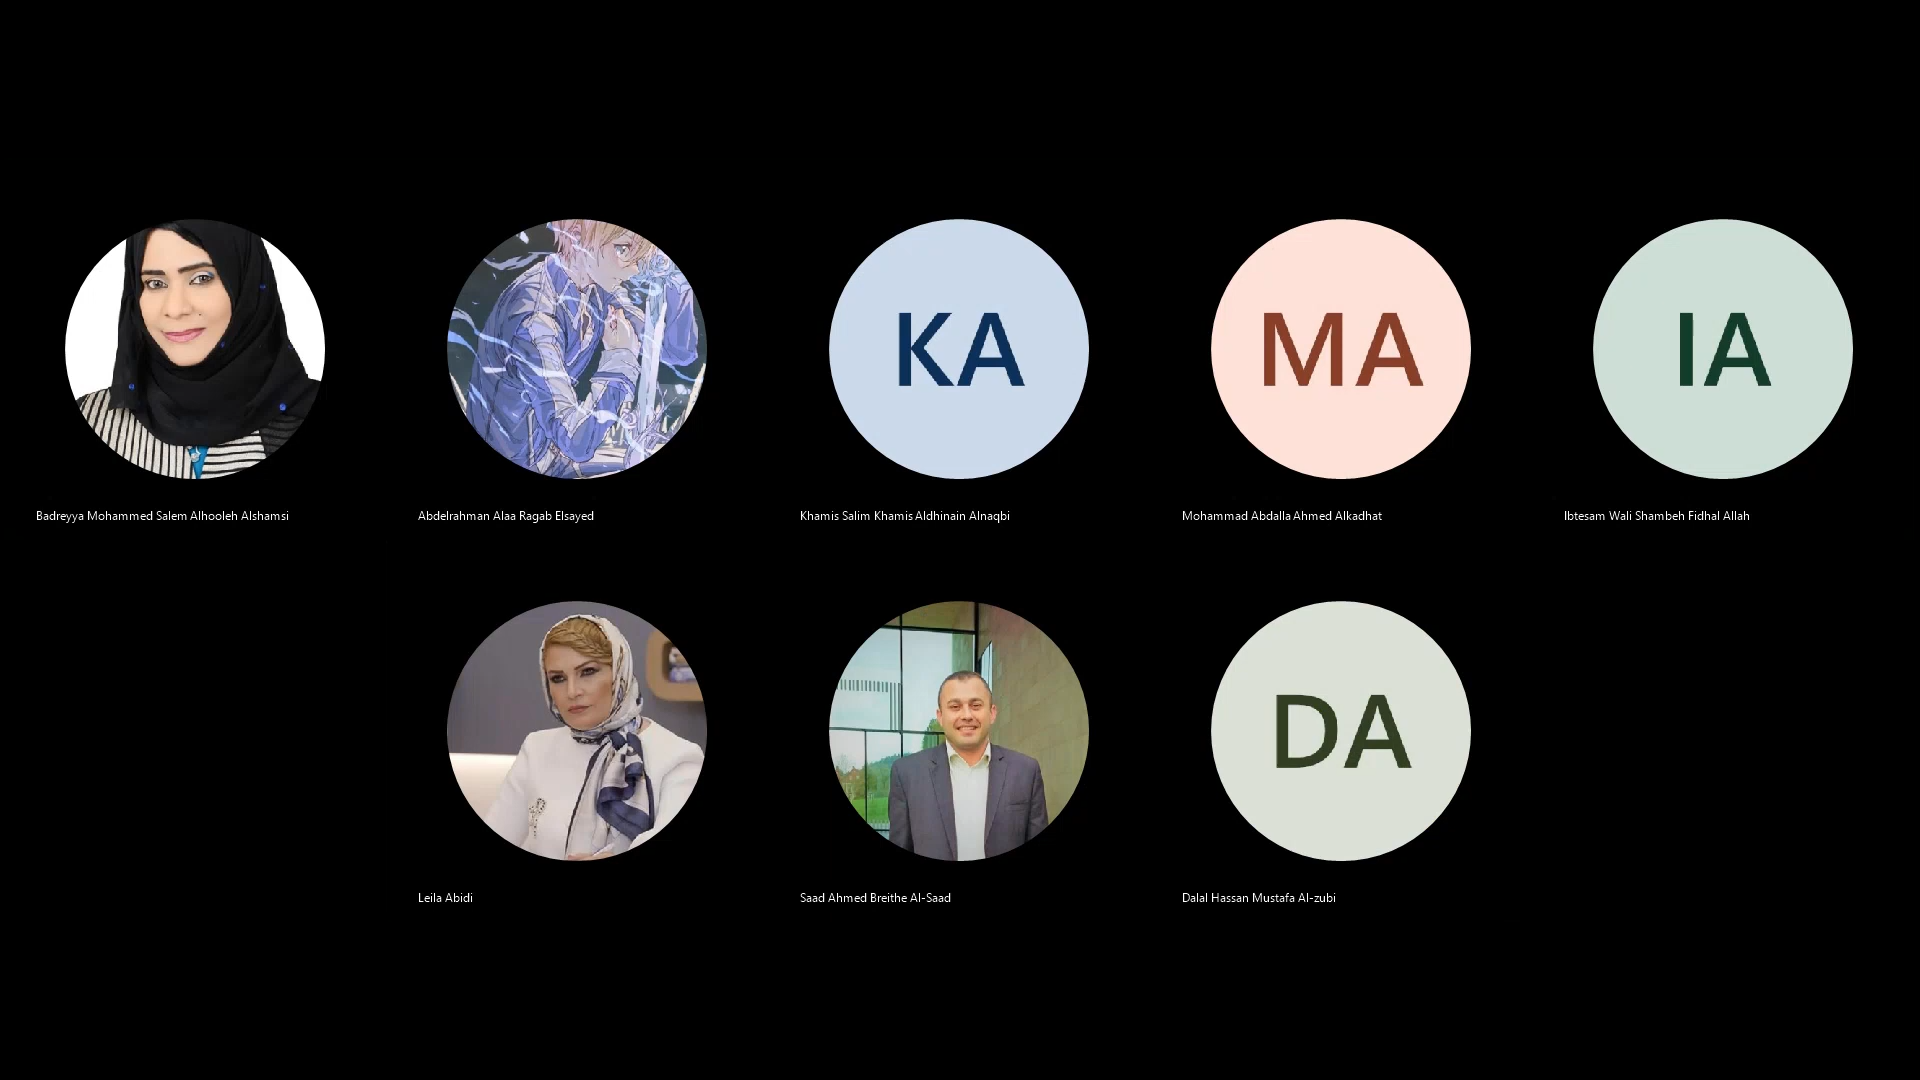 KA
MA
IA
Badreyya Mohammed Salem Alhooleh Alshamsi
Abdelrahman Alaa Ragab Elsayed
Khamis Salim Khamis Aldhinain Alnaqbi
Mohammad Abdalla Ahmed Alkadhat
Ibtesam Wali Shambeh Fidhal Allah
DA
Leila Abidi
Saad Ahmed Breithe Al-Saad
Dalal Hassan Mustafa Al-zubi